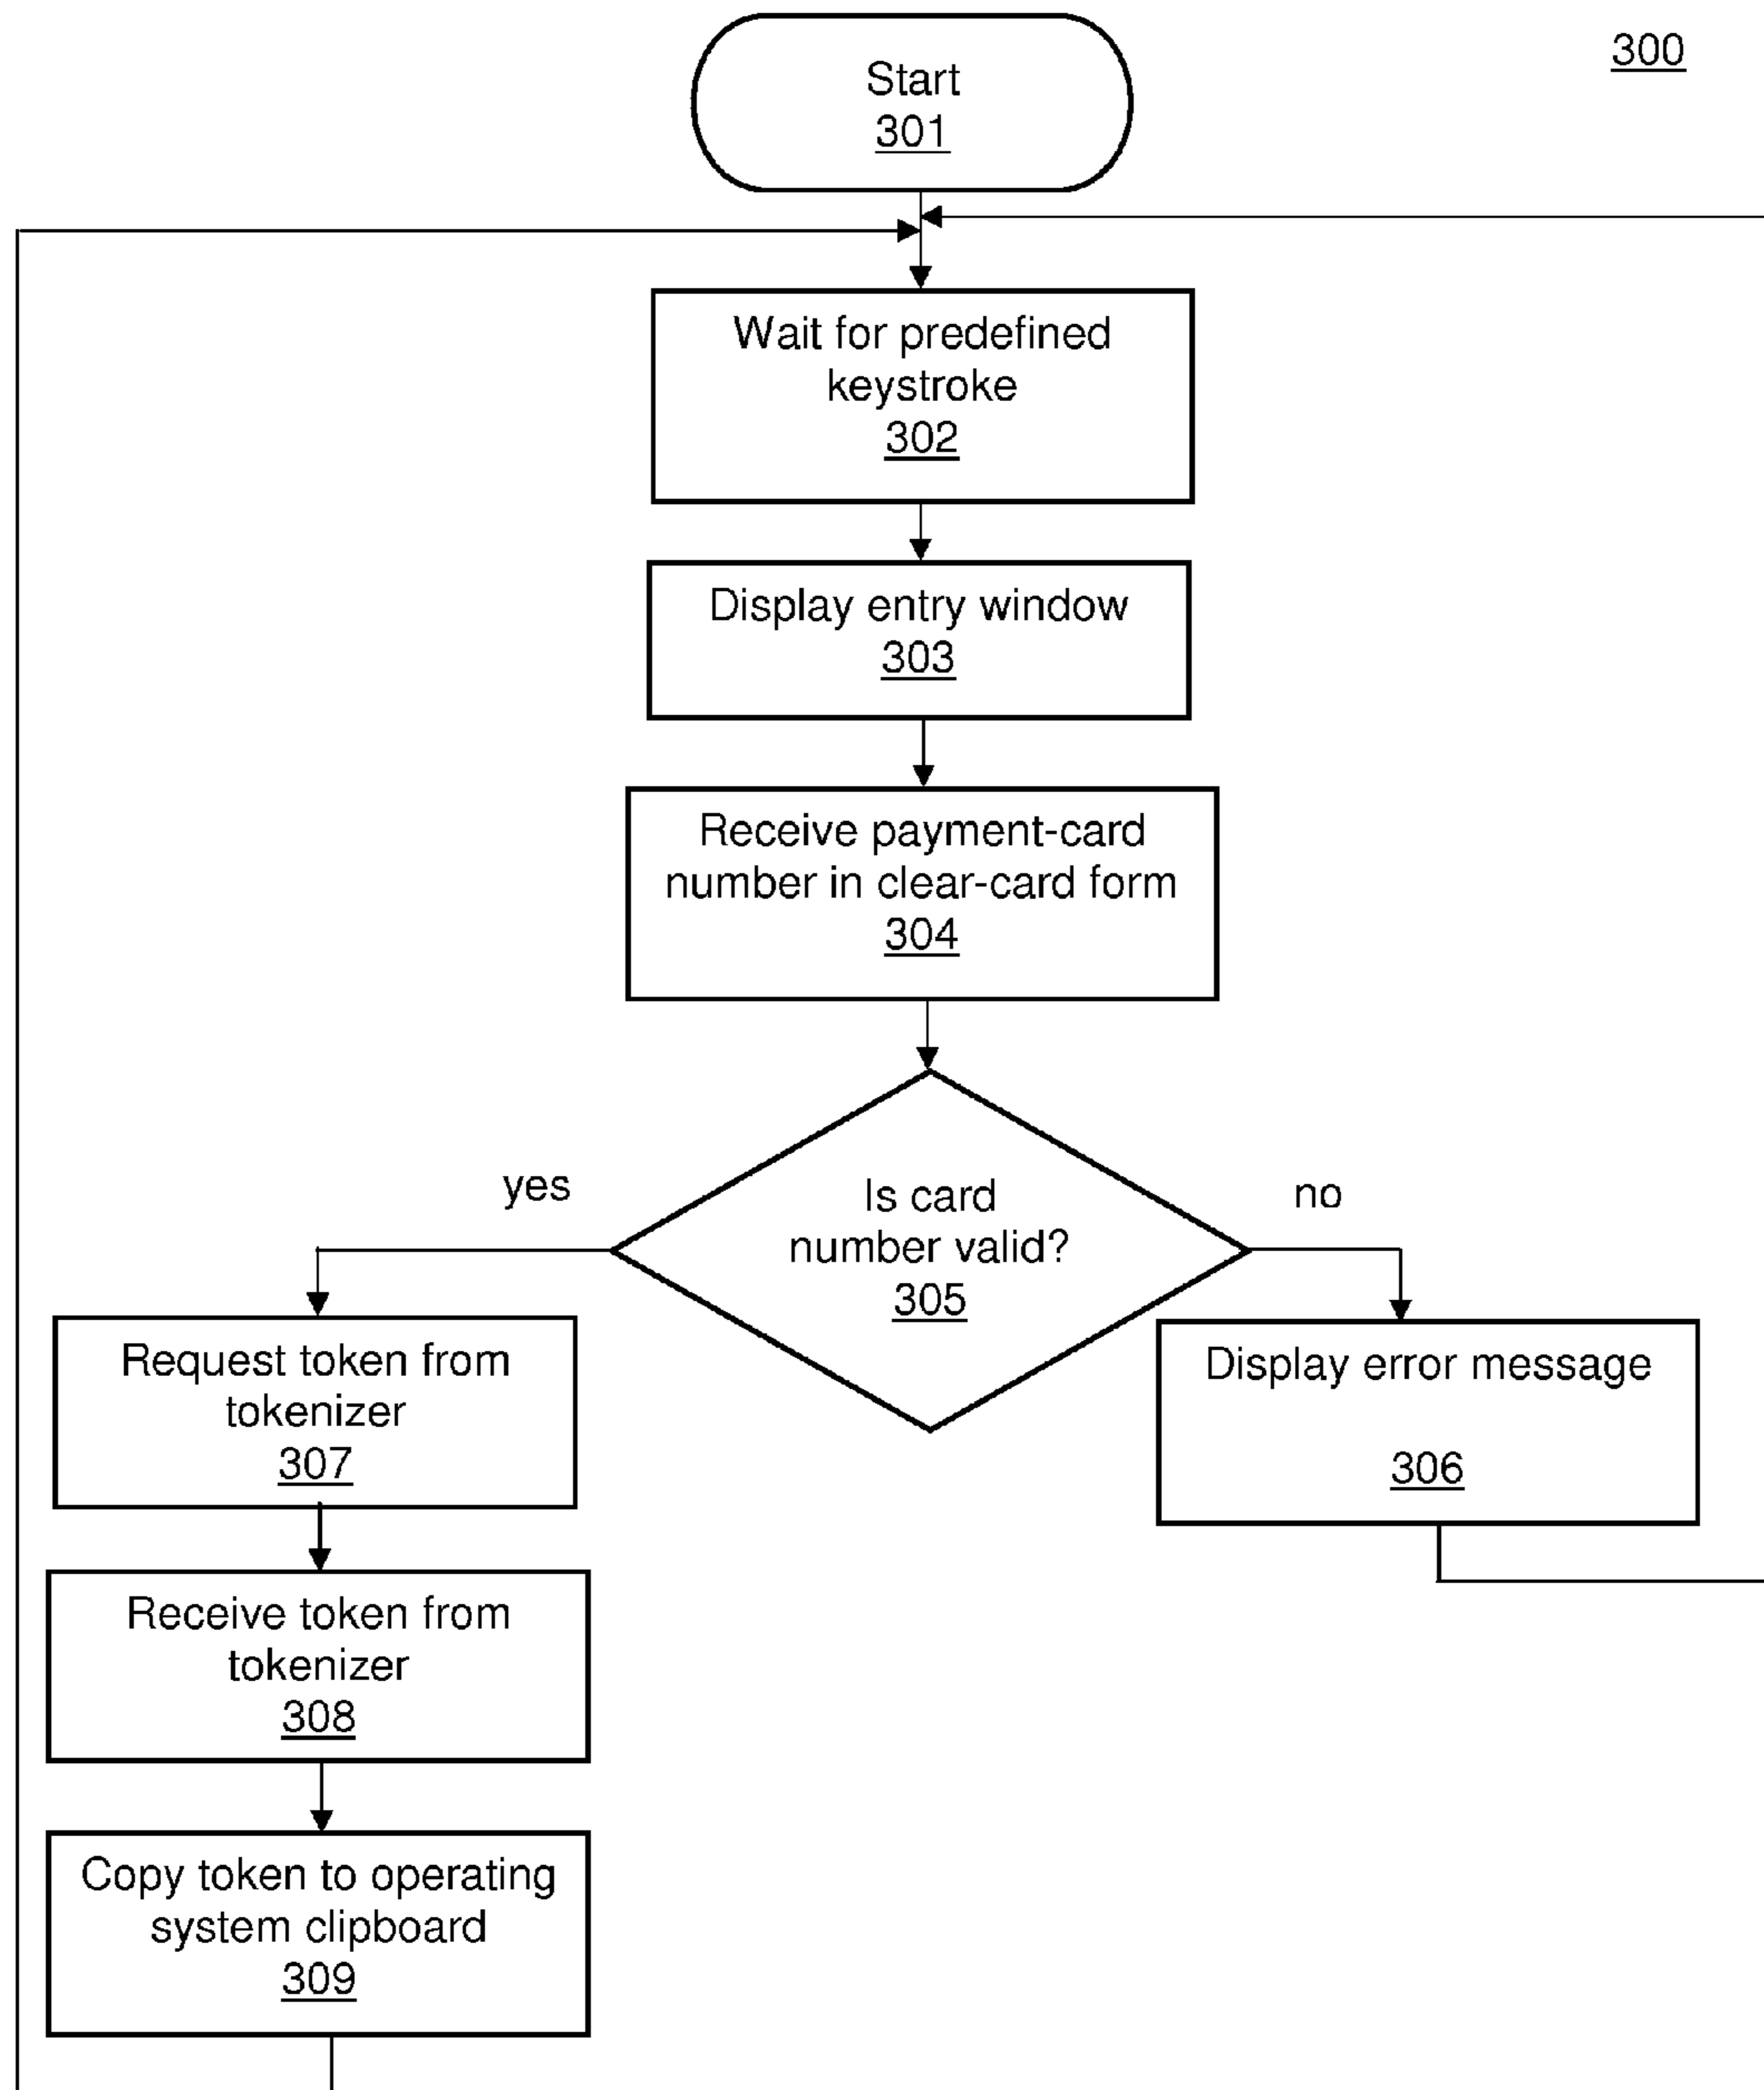 300
Start
301
Wait for predefined
keystroke
302
Display entry window
303
Receive payment-card
number in clear-card form
304
Is card
number valid?
305
yes
no
Request token from
tokenizer
307
Display error message
306
Receive token from
tokenizer
308
Copy token to operating
system clipboard
309